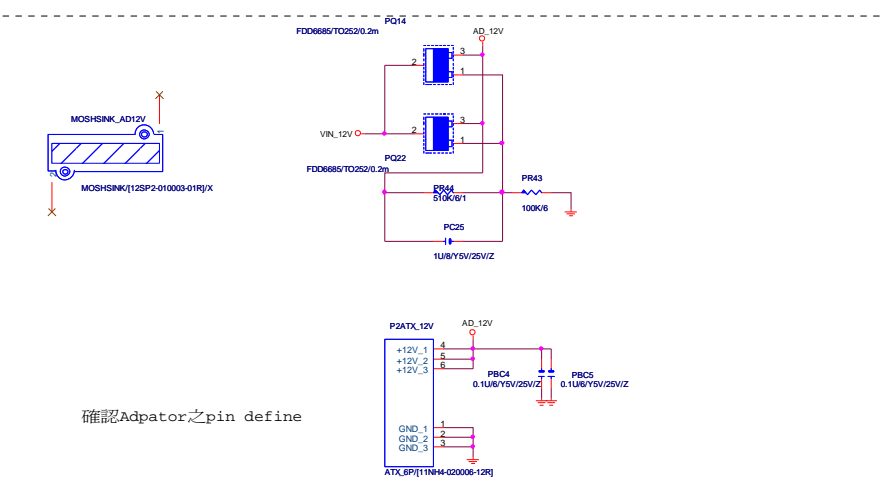 PQ14
FDD6685/TO252/0.2m
AD_12V
3
2
1
MOSHSINK_AD12V
1
2
MOSHSINK/[12SP2-010003-01R]/X
VIN_12V
2
3
1
PQ22
FDD6685/TO252/0.2m
PR44
510K/6/1
PR43
100K/6
PC25
1U/8/Y5V/25V/Z
P2ATX_12V
AD_12V
+12V_1
4
+12V_2
5
+12V_3
6
PBC4
0.1U/6/Y5V/25V/Z
PBC5
0.1U/6/Y5V/25V/Z
確認Adpator之pin define
GND_1
1
GND_2
2
GND_3
3
ATX_6P/[11NH4-020006-12R]